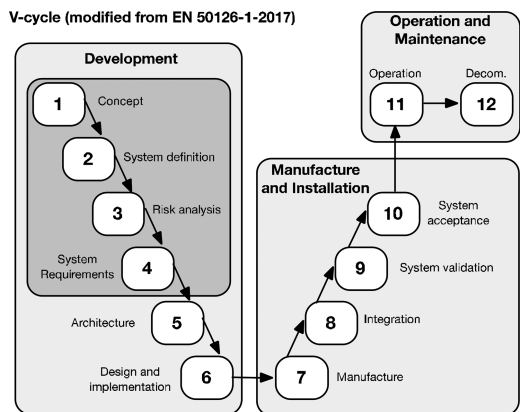 V-cycle (modified from EN 50126-1-2017)
Development
1
Concept
2
System definition
3
Risk analysis
System
Requirements
4
Architecture
5
Design and
implementation
6
Manufacture
and Installation
7
Manufacture
8
Integration
9
System validation
10
System
acceptance
Operation and
Maintenance
Operation
11
Decom.
12